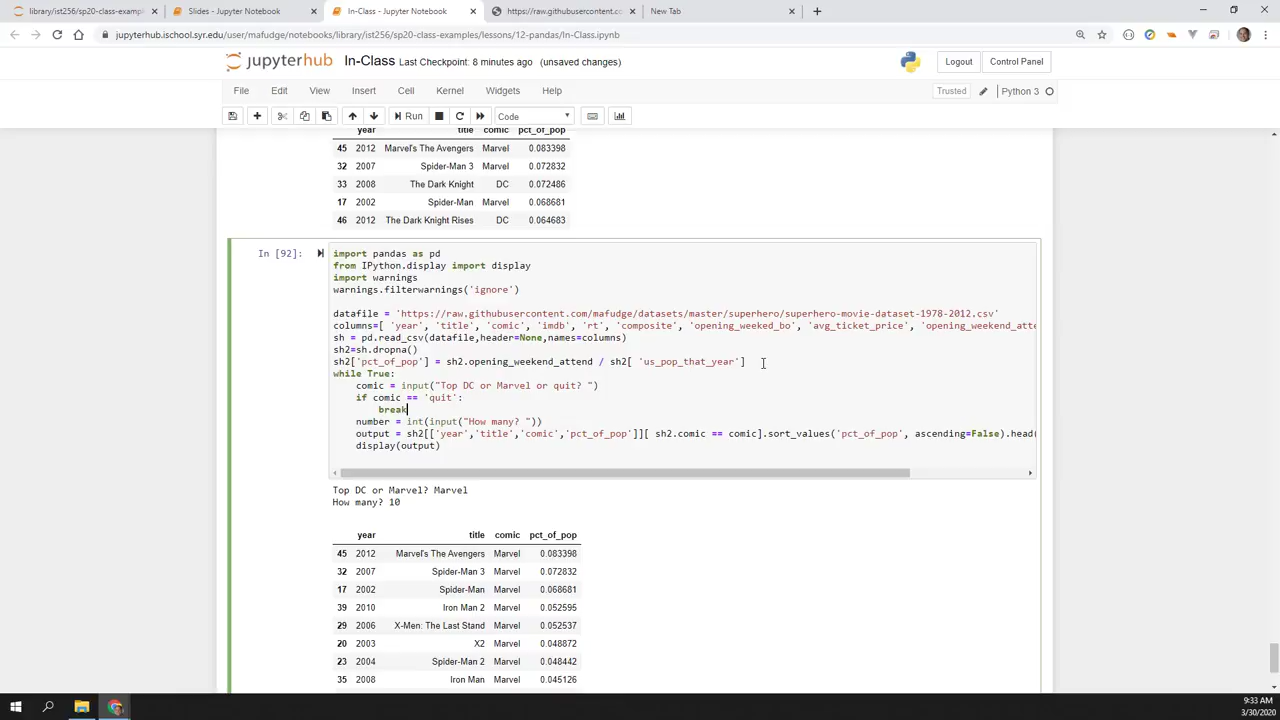 library/ist256/sp20-class-exampl
Slides - Jupyter Notebook
In-Class - Jupyter Notebook
https://raw.githubusercontent.co
New Tab
jupyterhub.ischool.syr.edu/user/mafudge/notebooks/library/ist256/sp20-class-examples/lessons/12-pandas/In-Class.ipynb
jupyterhub In-Class Last Checkpoint: 8 minutes ago (unsaved changes) Logout Control Panel
File Edit View Insert Cell Kernel Widgets Help Trusted Python 3
Run Code
year title comic pct_of_pop
45 2012 Marvel's The Avengers Marvel 0.083398
32 2007 Spider-Man 3 Marvel 0.072832
33 2008 The Dark Knight DC 0.072486
17 2002 Spider-Man Marvel 0.068681
46 2012 The Dark Knight Rises DC 0.064683
In [92]:
import pandas as pd
from IPython.display import display
import warnings
warnings.filterwarnings('ignore')
datafile = 'https://raw.githubusercontent.com/mafudge/datasets/master/superhero/superhero-movie-dataset-1978-2012.csv'
columns=[ 'year', 'title', 'comic', 'imdb', 'rt', 'composite', 'opening_weeked_bo', 'avg_ticket_price', 'opening_weekend_atte
sh = pd.read_csv(datafile,header=None,names=columns)
sh2=sh.dropna()
sh2['pct_of_pop'] = sh2.opening_weekend_attend / sh2[ 'us_pop_that_year']
while True:
comic = input("Top DC or Marvel or quit? ")
if comic == 'quit':
break
number = int(input("How many? "))
output = sh2[['year','title','comic','pct_of_pop']][ sh2.comic == comic].sort_values('pct_of_pop', ascending=False).head(
display(output)
Top DC or Marvel? Marvel
How many? 10
year title comic pct_of_pop
45 2012 Marvel's The Avengers Marvel 0.083398
32 2007 Spider-Man 3 Marvel 0.072832
17 2002 Spider-Man Marvel 0.068681
39 2010 Iron Man 2 Marvel 0.052595
29 2006 X-Men: The Last Stand Marvel 0.052537
20 2003 X2 Marvel 0.048872
23 2004 Spider-Man 2 Marvel 0.048442
35 2008 Iron Man Marvel 0.045126
9:33 AM
3/30/2020